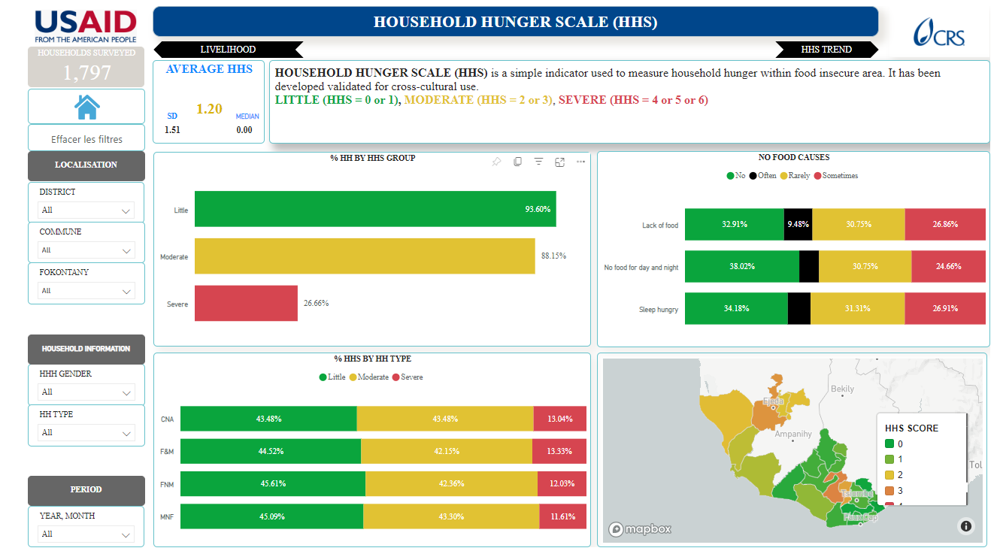 USAID
FROM THE AMERICAN PEOPLE
HOUSEHOLD HUNGER SCALE (HHS)
CRS
LIVELIHOOD
HHS TREND
HOUSEHOLDS SURVEYED
1,797
Effacer les filtres
LOCALISATION
DISTRICT
All
COMMUNE
All
FOKONTANY
All
HOUSEHOLD INFORMATION
HHH GENDER
All
HH TYPE
All
PERIOD
YEAR, MONTH
All
AVERAGE HHS
1.20
SD
MEDIAN
1.51
0.00
HOUSEHOLD HUNGER SCALE (HHS) is a simple indicator used to measure household hunger within food insecure area. It has been
developed validated for cross-cultural use.
LITTLE (HHS = 0 or 1), MODERATE (HHS = 2 or 3), SEVERE (HHS = 4 or 5 or 6)
% HH BY HHS GROUP
Little 93.60%
Moderate 88.15%
Severe 26.66%
NO FOOD CAUSES
No Often Rarely Sometimes
Lack of food 32.91% 9.48% 30.75% 26.86%
No food for day and night 38.02% 30.75% 24.66%
Sleep hungry 34.18% 31.31% 26.91%
% HHS BY HH TYPE
Little Moderate Severe
CNA 43.48% 43.48% 13.04%
F&M 44.52% 42.15% 13.33%
FNM 45.61% 42.36% 12.03%
MNF 45.09% 43.30% 11.61%
Bekily
Ejeda
Ampanihy
HHS SCORE
0
1
2
3
Tol
mapbox